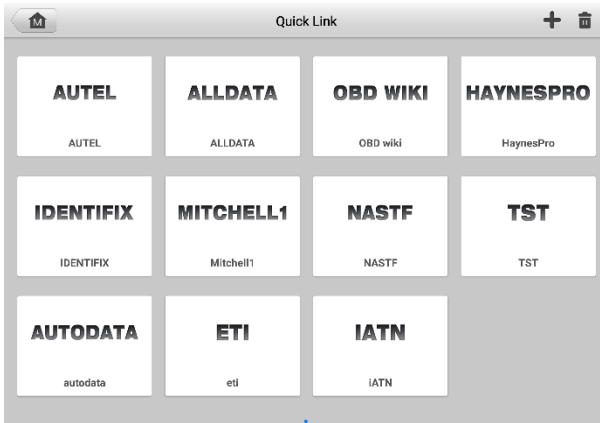 M
Quick Link
AUTEL
ALLDATA
OBD WIKI
HAYNESPRO
AUTEL
ALLDATA
OBD wiki
HaynesPro
IDENTIFIX
MITCHELL1
NASTF
TST
IDENTIFIX
Mitchell1
NASTF
TST
AUTODATA
ETI
IATN
autodata
eti
iATN